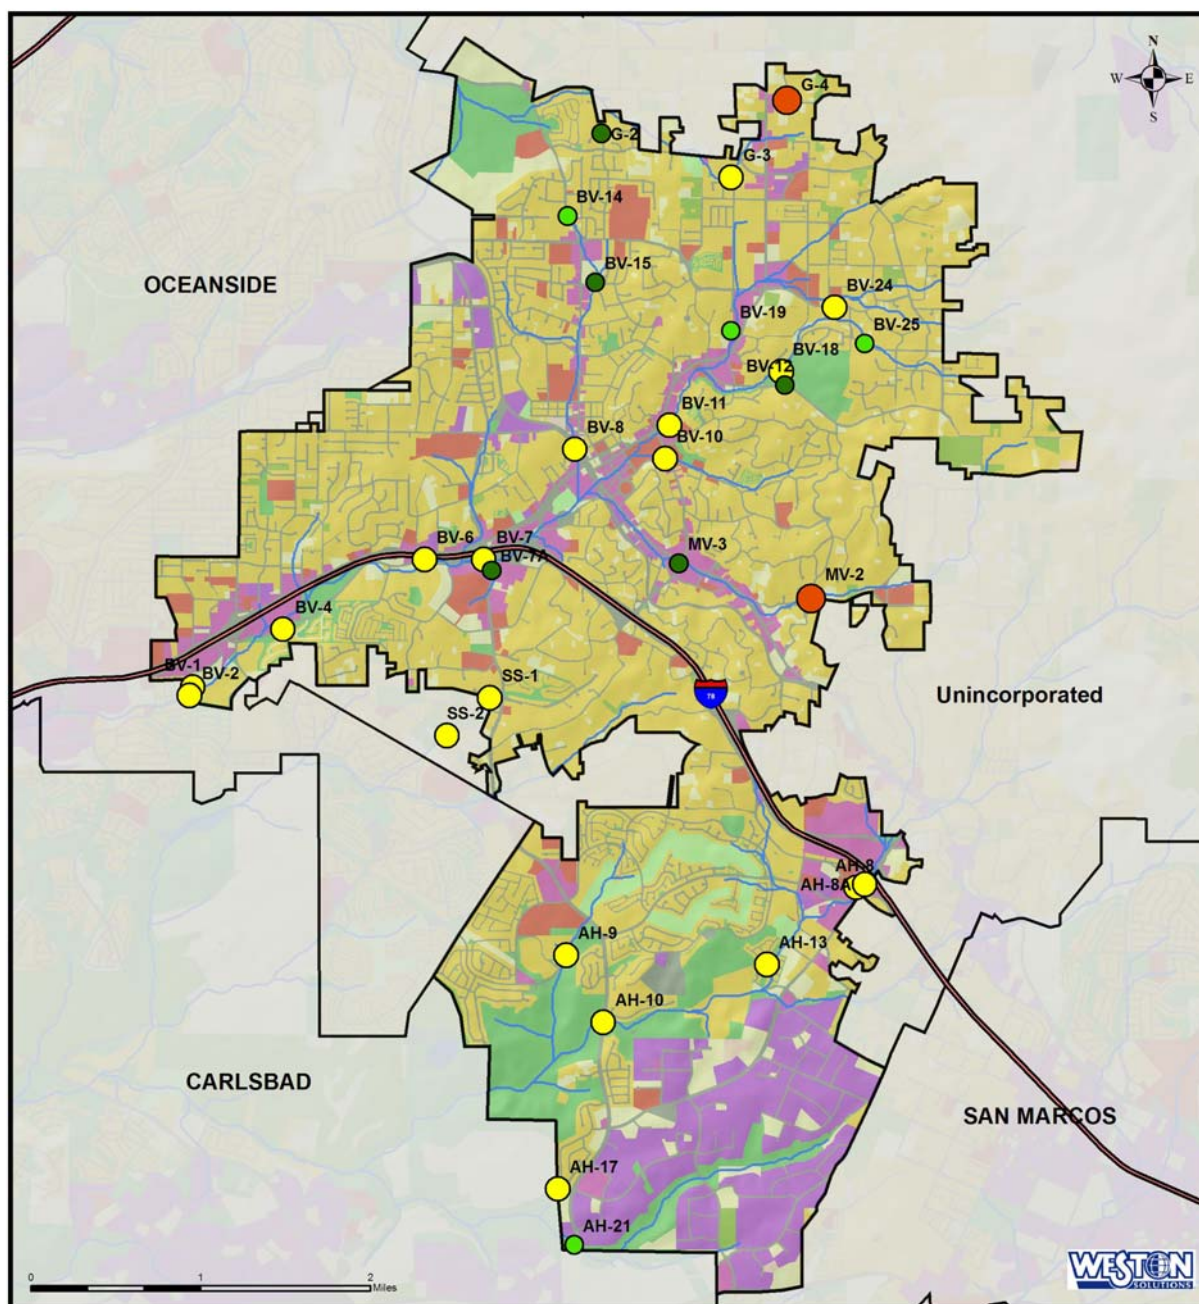 N
W E
S
G-4
G-2
G-3
BV-14
OCEANSIDE
BV-15
BV-24
BV-19
BV-25
BV-18
BV-12
BV-11
BV-8
BV-10
BV-6
BV-7
BV-7A
MV-3
MV-2
BV-4
BV-1
BV-2
SS-1
78
Unincorporated
SS-2
AH-8
AH-8A
AH-9
AH-13
AH-10
CARLSBAD
SAN MARCOS
AH-17
AH-21
0 1 2
Miles
WESTON
SOLUTIONS